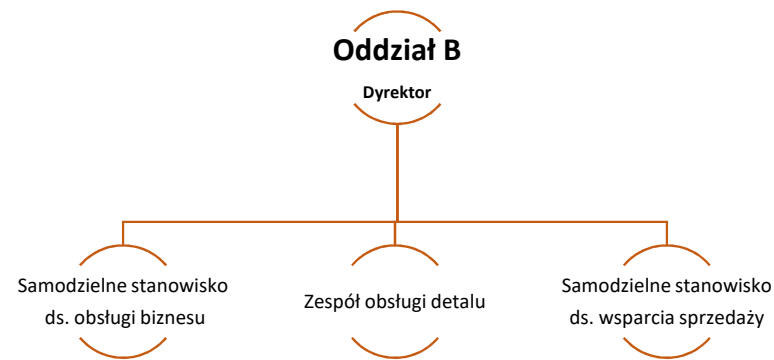 Oddział B
Dyrektor
Samodzielne stanowisko
ds. obsługi biznesu
Zespół obsługi detalu
Samodzielne stanowisko
ds. wsparcia sprzedaży